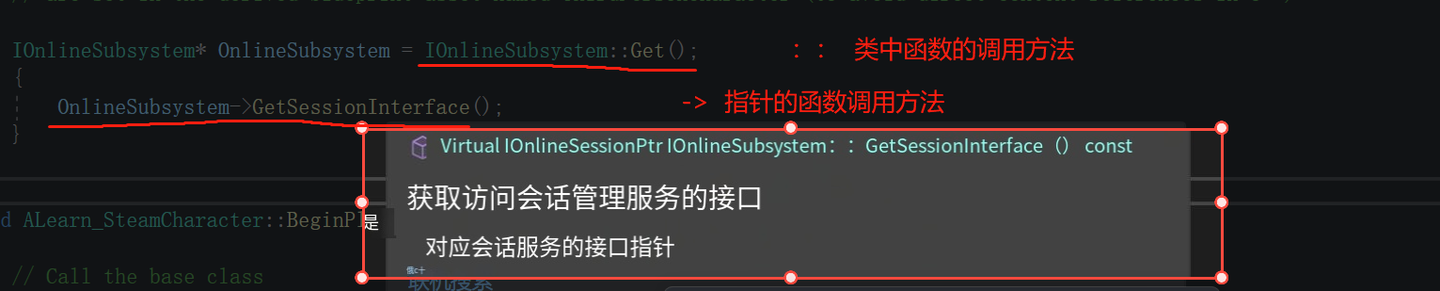 IOnlineSubsystem* OnlineSubsystem = IOnlineSubsystem::Get(); :: 类中函数的调用方法
{
OnlineSubsystem->GetSessionInterface(); -> 指针的函数调用方法
}
Virtual IOnlineSessionPtr IOnlineSubsystem：：GetSessionInterface（） const
获取访问会话管理服务的接口
d ALearn_SteamCharacter::BeginPl是
对应会话服务的接口指针
// Call the base class